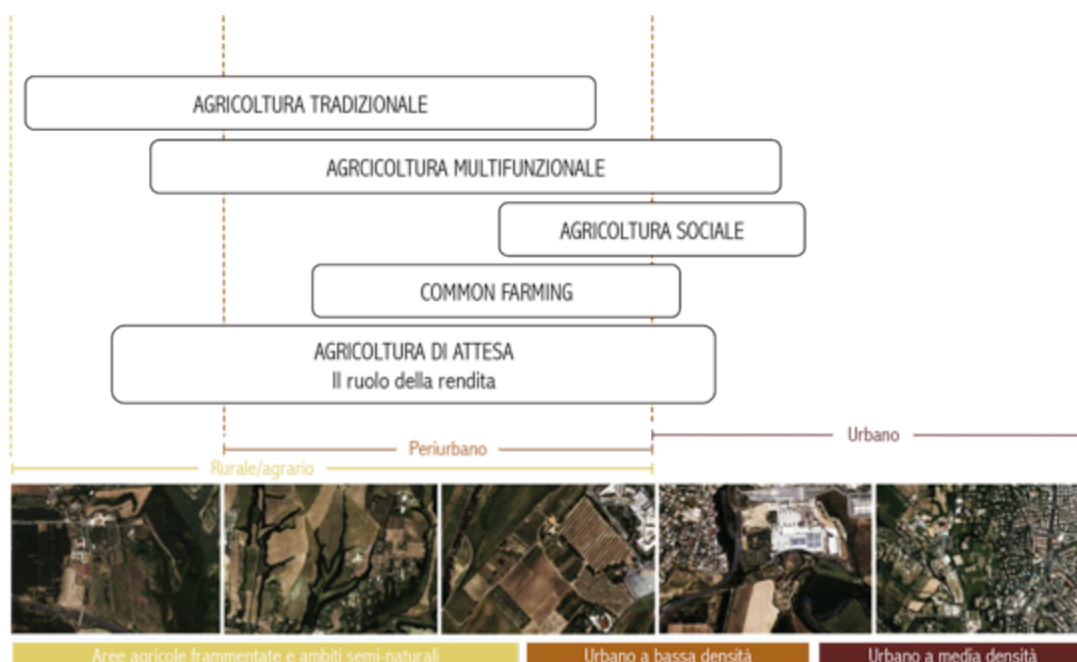 AGRICOLTURA TRADIZIONALE
AGRCICOLTURA MULTIFUNZIONALE
AGRICOLTURA SOCIALE
COMMON FARMING
AGRICOLTURA DI ATTESA
Il ruolo della rendita
Urbano
Periurbano
Rurale/agrario
Aree agricole frammentate e ambiti semi-naturali
Urbano a bassa densità
Urbano a media densità